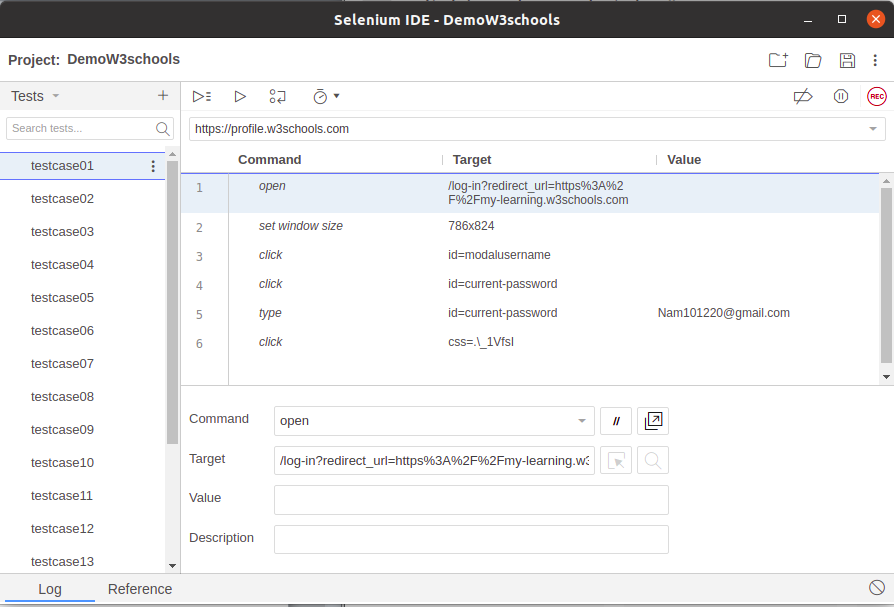 Selenium IDE - DemoW3schools
Project: DemoW3schools
Tests
REC
Search tests...
https://profile.w3schools.com
Command Target Value
testcase01
testcase02
testcase03
testcase04
testcase05
testcase06
testcase07
testcase08
testcase09
testcase10
testcase11
testcase12
testcase13
1 open /log-in?redirect_url=https%3A%2
F%2Fmy-learning.w3schools.com
2 set window size 786x824
3 click id=modalusername
4 click id=current-password
5 type id=current-password Nam101220@gmail.com
6 click css=.\_1VfsI
Command open //
Target /log-in?redirect_url=https%3A%2F%2Fmy-learning.w3
Value
Description
Log Reference